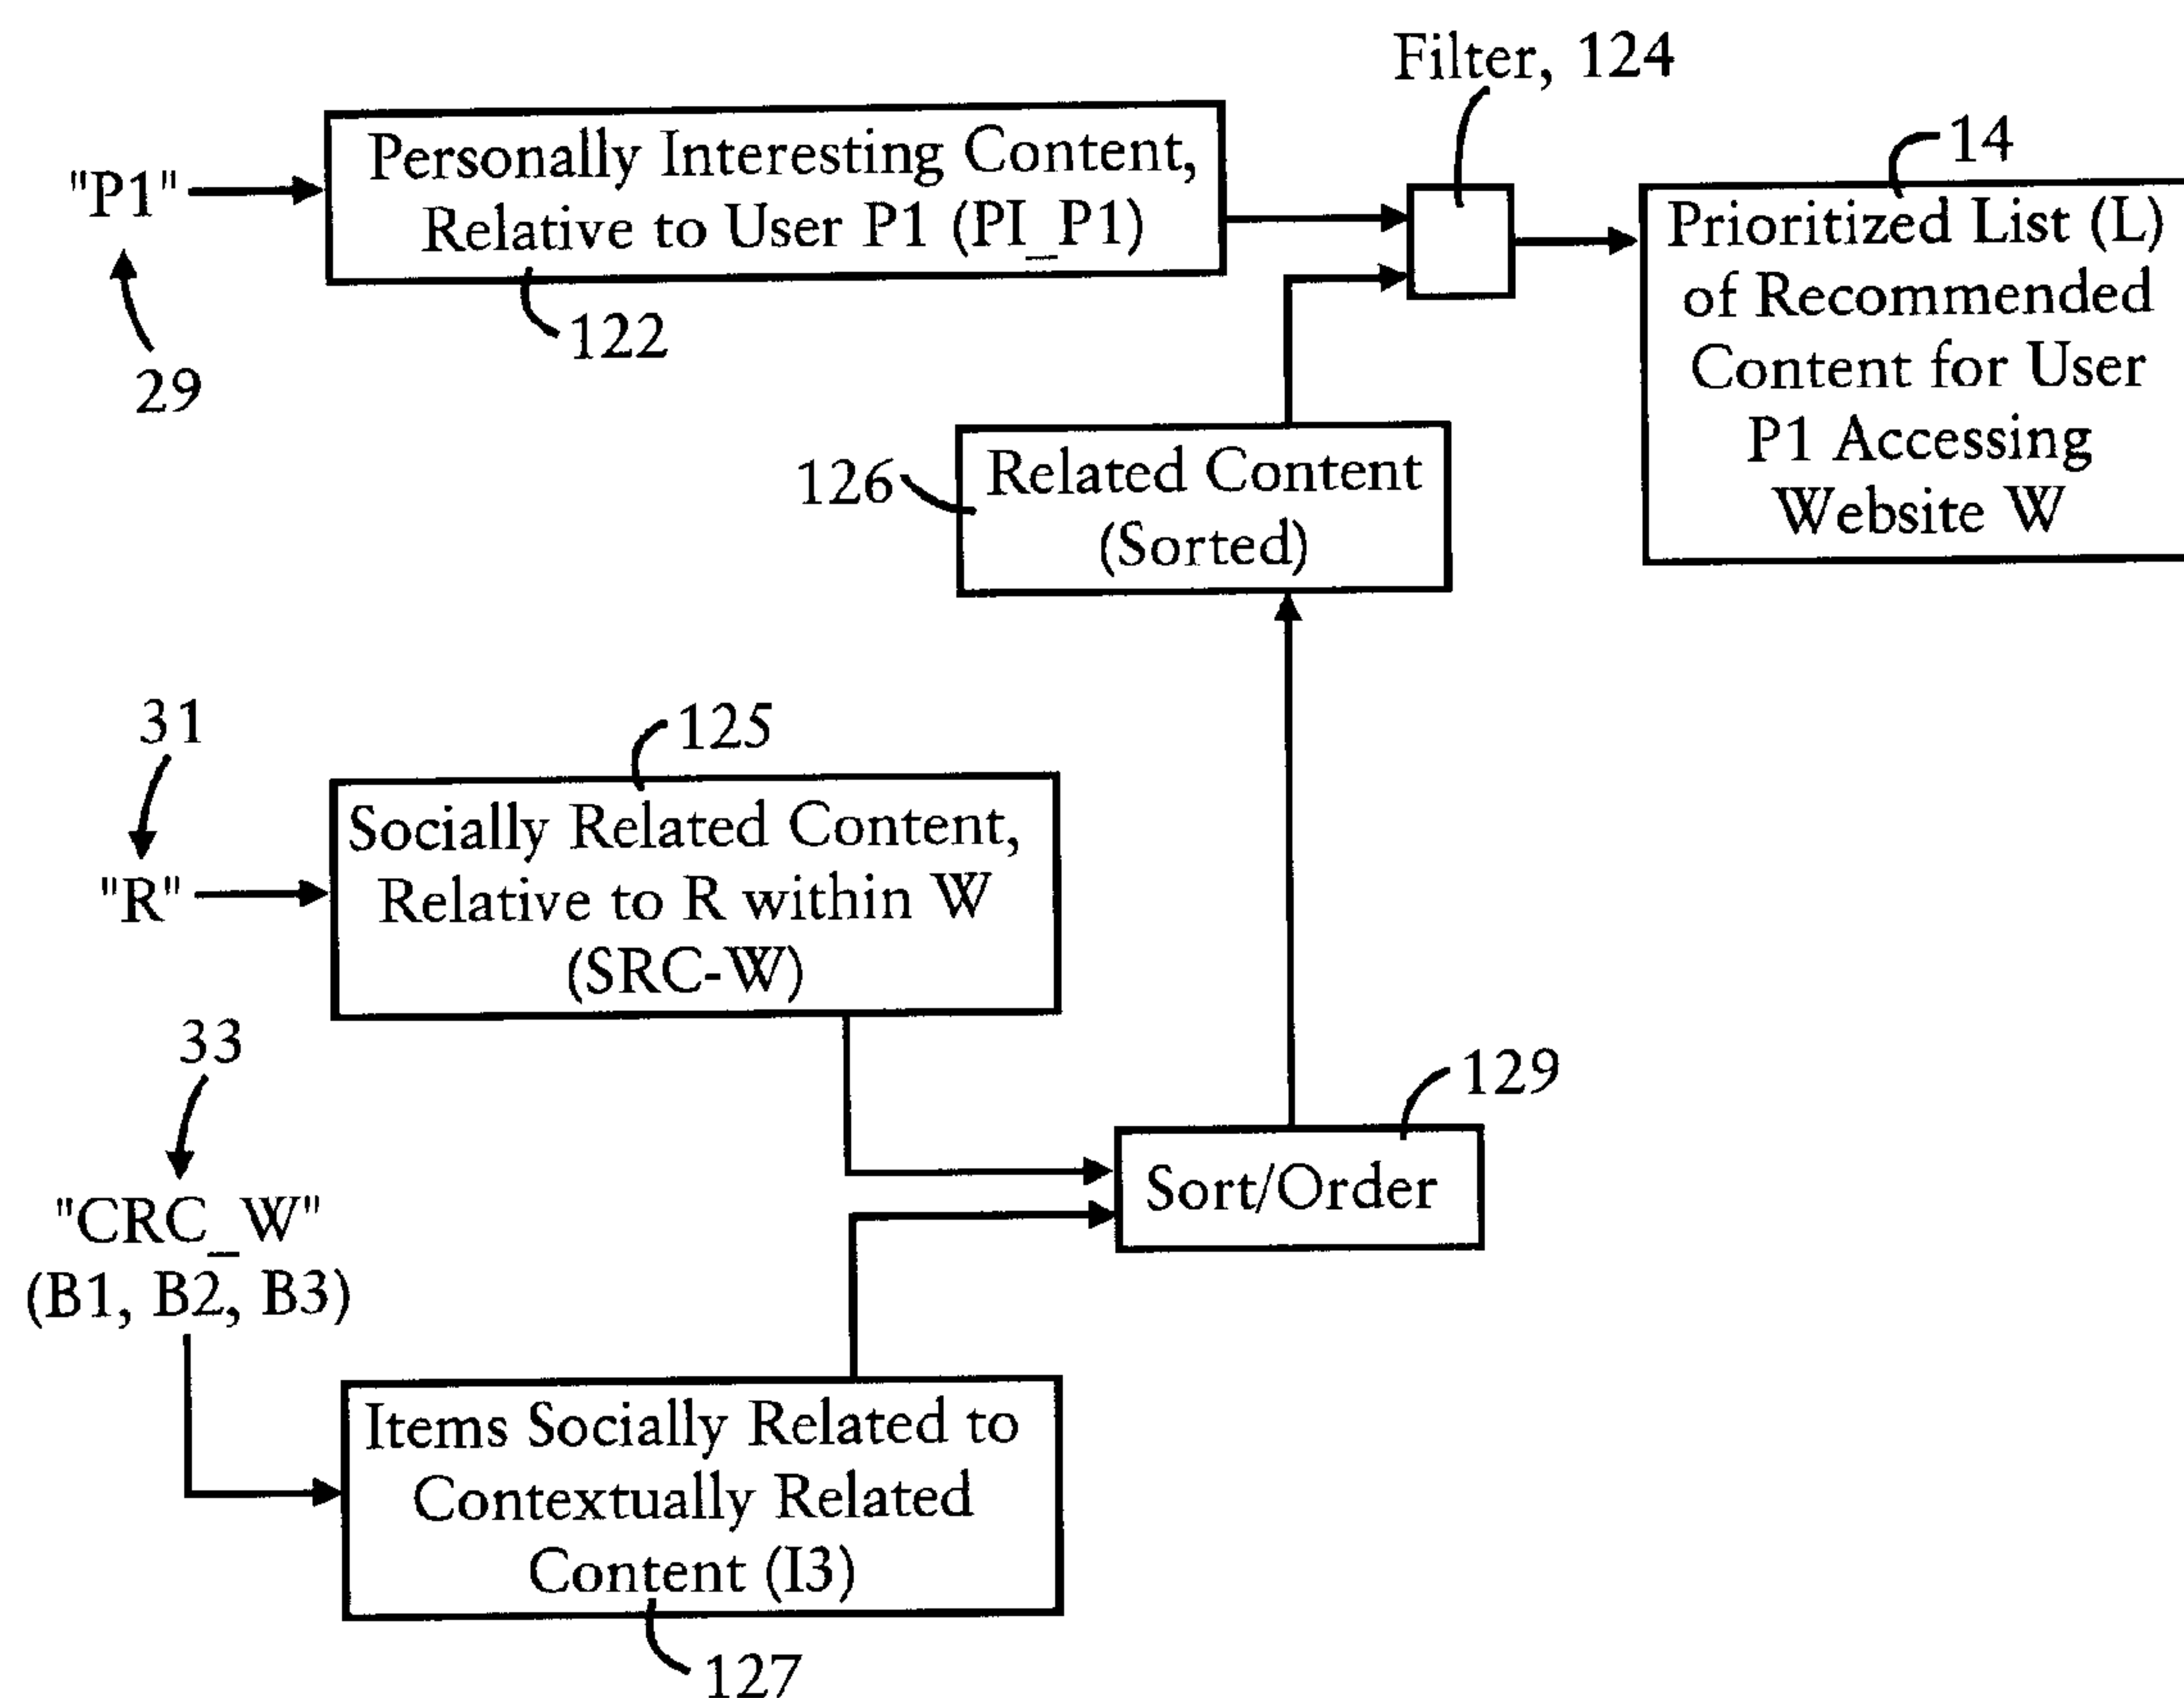 Filter, 124
14
"P1"
Personally Interesting Content,
Relative to User P1 (PI_P1)
122
29
Prioritized List (L)
of Recommended
Content for User
P1 Accessing
Website W
126
Related Content
(Sorted)
31
125
"R"
Socially Related Content,
Relative to R within W
(SRC-W)
33
129
"CRC_W"
(B1, B2, B3)
Sort/Order
Items Socially Related to
Contextually Related
Content (I3)
127